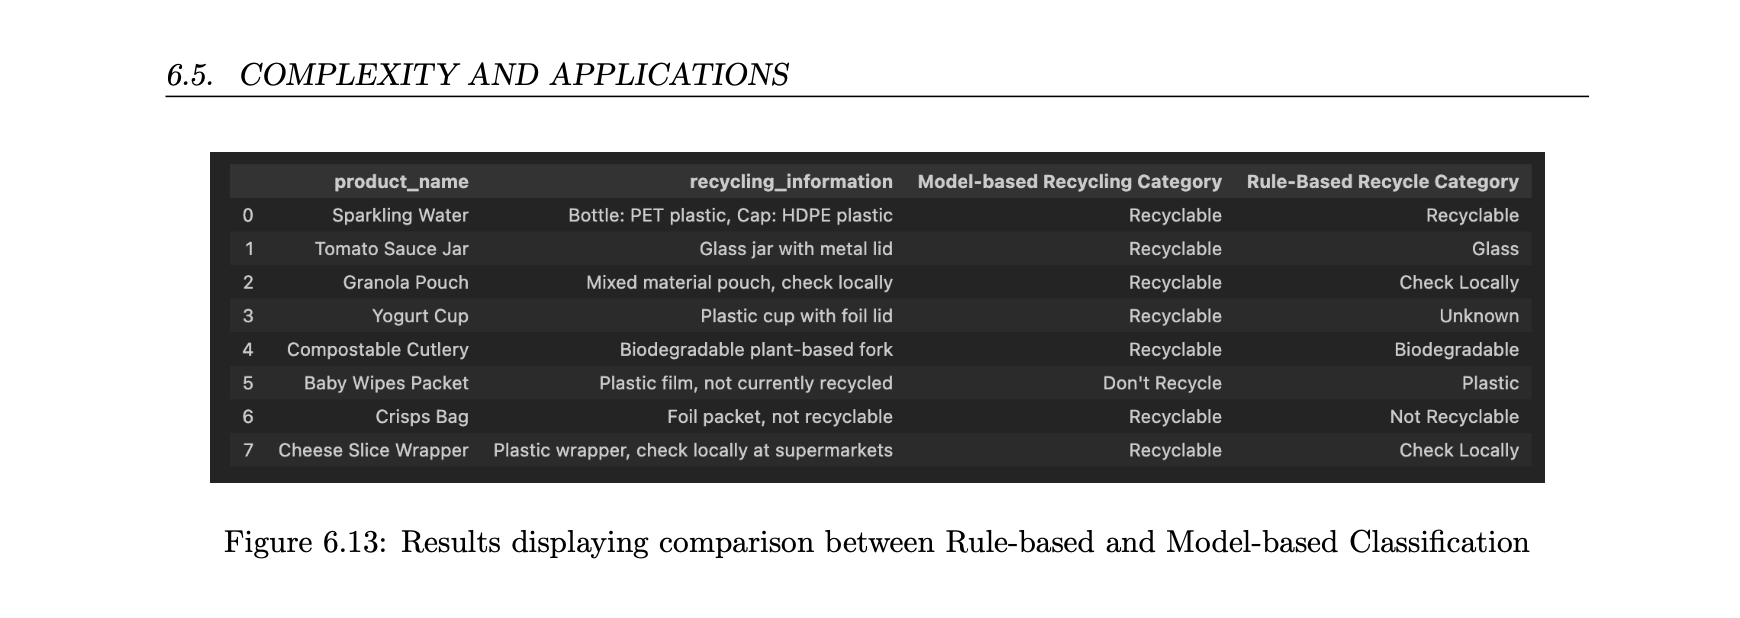 6.5. COMPLEXITY AND APPLICATIONS
product_name recycling_information Model-based Recycling Category Rule-Based Recycle Category
0 Sparkling Water Bottle: PET plastic, Cap: HDPE plastic Recyclable Recyclable
1 Tomato Sauce Jar Glass jar with metal lid Recyclable Glass
2 Granola Pouch Mixed material pouch, check locally Recyclable Check Locally
3 Yogurt Cup Plastic cup with foil lid Recyclable Unknown
4 Compostable Cutlery Biodegradable plant-based fork Recyclable Biodegradable
5 Baby Wipes Packet Plastic film, not currently recycled Don't Recycle Plastic
6 Crisps Bag Foil packet, not recyclable Recyclable Not Recyclable
7 Cheese Slice Wrapper Plastic wrapper, check locally at supermarkets Recyclable Check Locally
Figure 6.13: Results displaying comparison between Rule-based and Model-based Classification